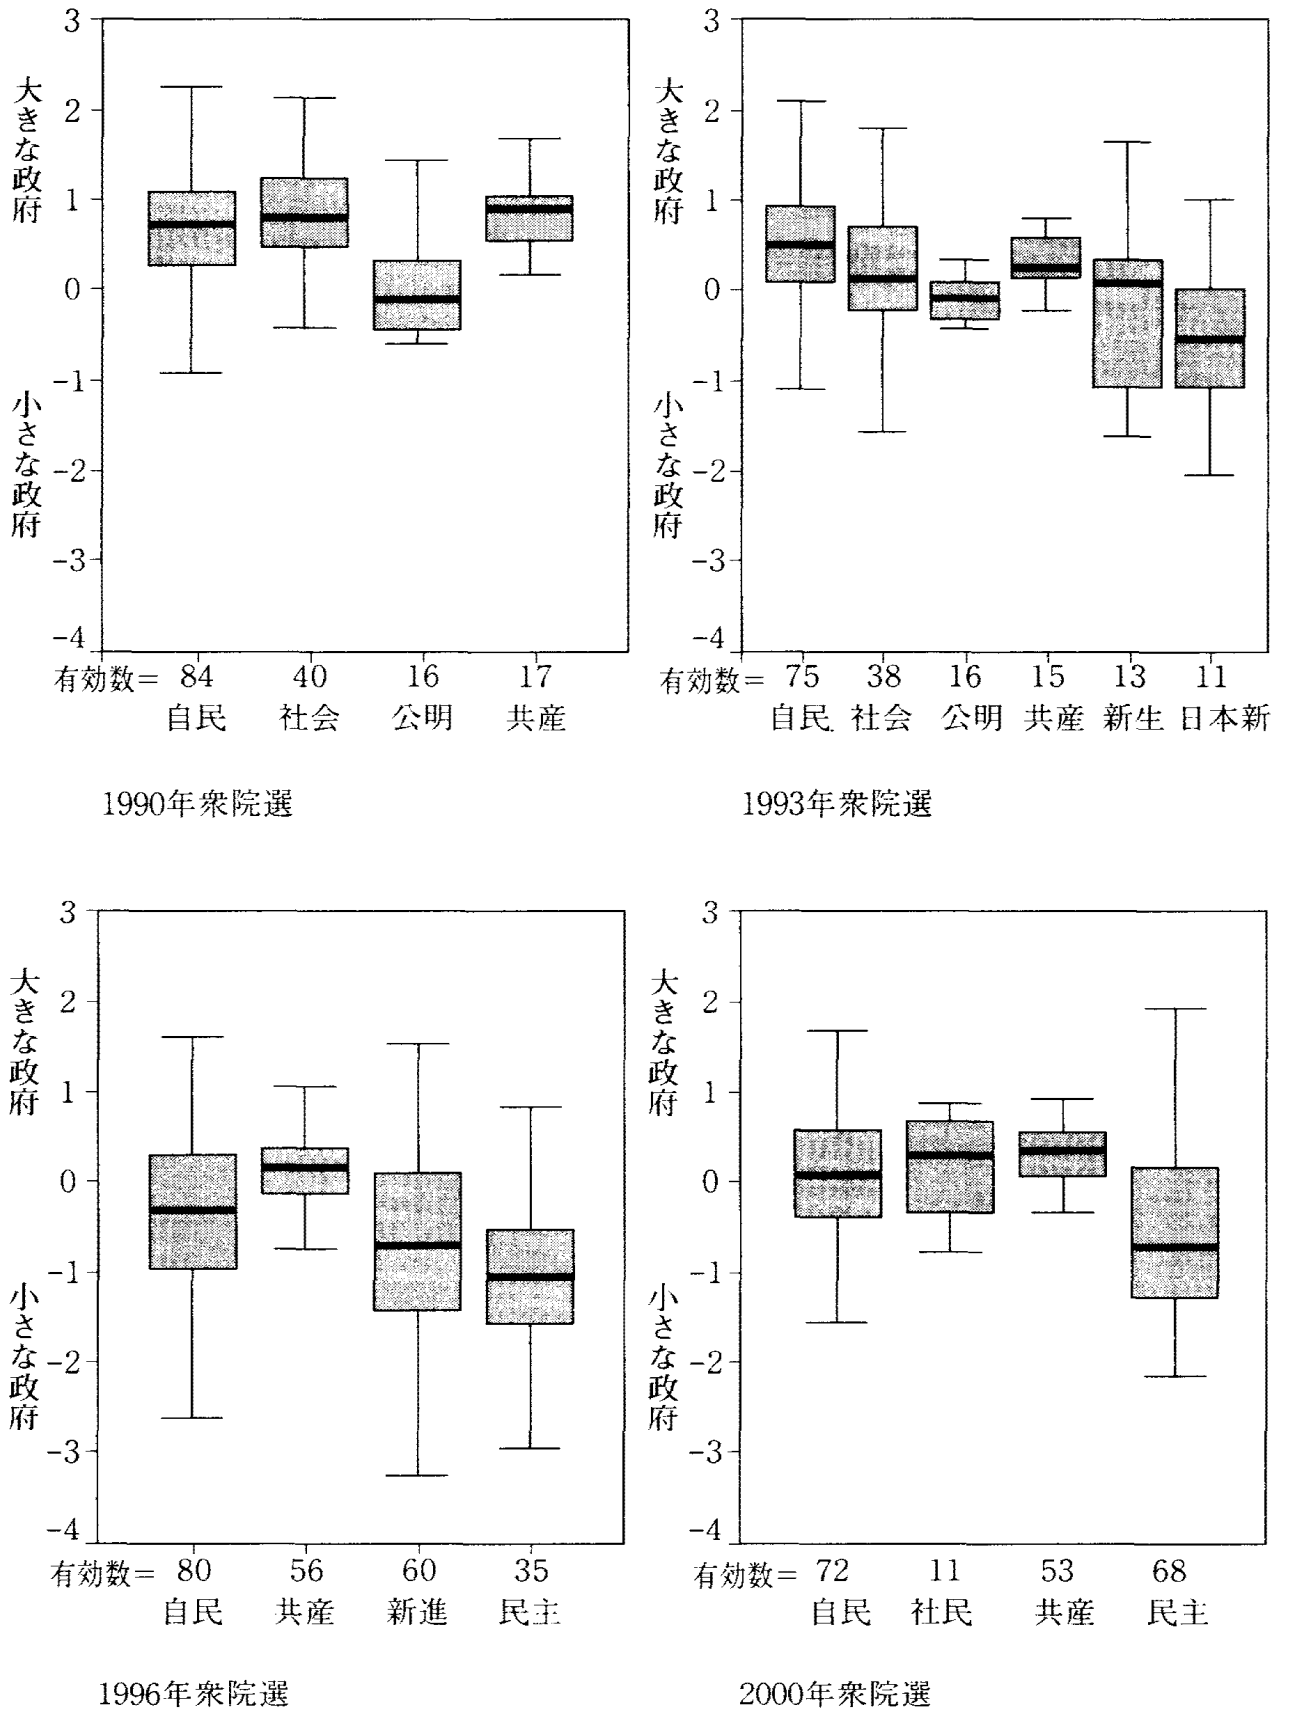 3
2
1
0
-1
-2
-3
-4
大きな政府
小さな政府
有効数= 84 40 16 17
自民 社会 公明 共産
1990年衆院選
3
2
1
0
-1
-2
-3
-4
大きな政府
小さな政府
有効数= 75 38 16 15 13 11
自民 社会 公明 共産 新生 日本新
1993年衆院選
3
2
1
0
-1
-2
-3
-4
大きな政府
小さな政府
有効数= 80 56 60 35
自民 共産 新進 民主
1996年衆院選
3
2
1
0
-1
-2
-3
-4
大きな政府
小さな政府
有効数= 72 11 53 68
自民 社民 共産 民主
2000年衆院選